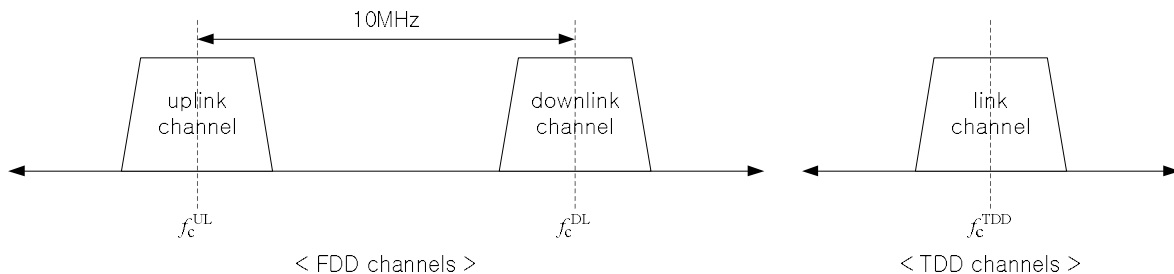 10MHz
uplink
channel
downlink
channel
link
channel
f_c^UL
f_c^DL
f_c^TDD
< FDD channels >
< TDD channels >